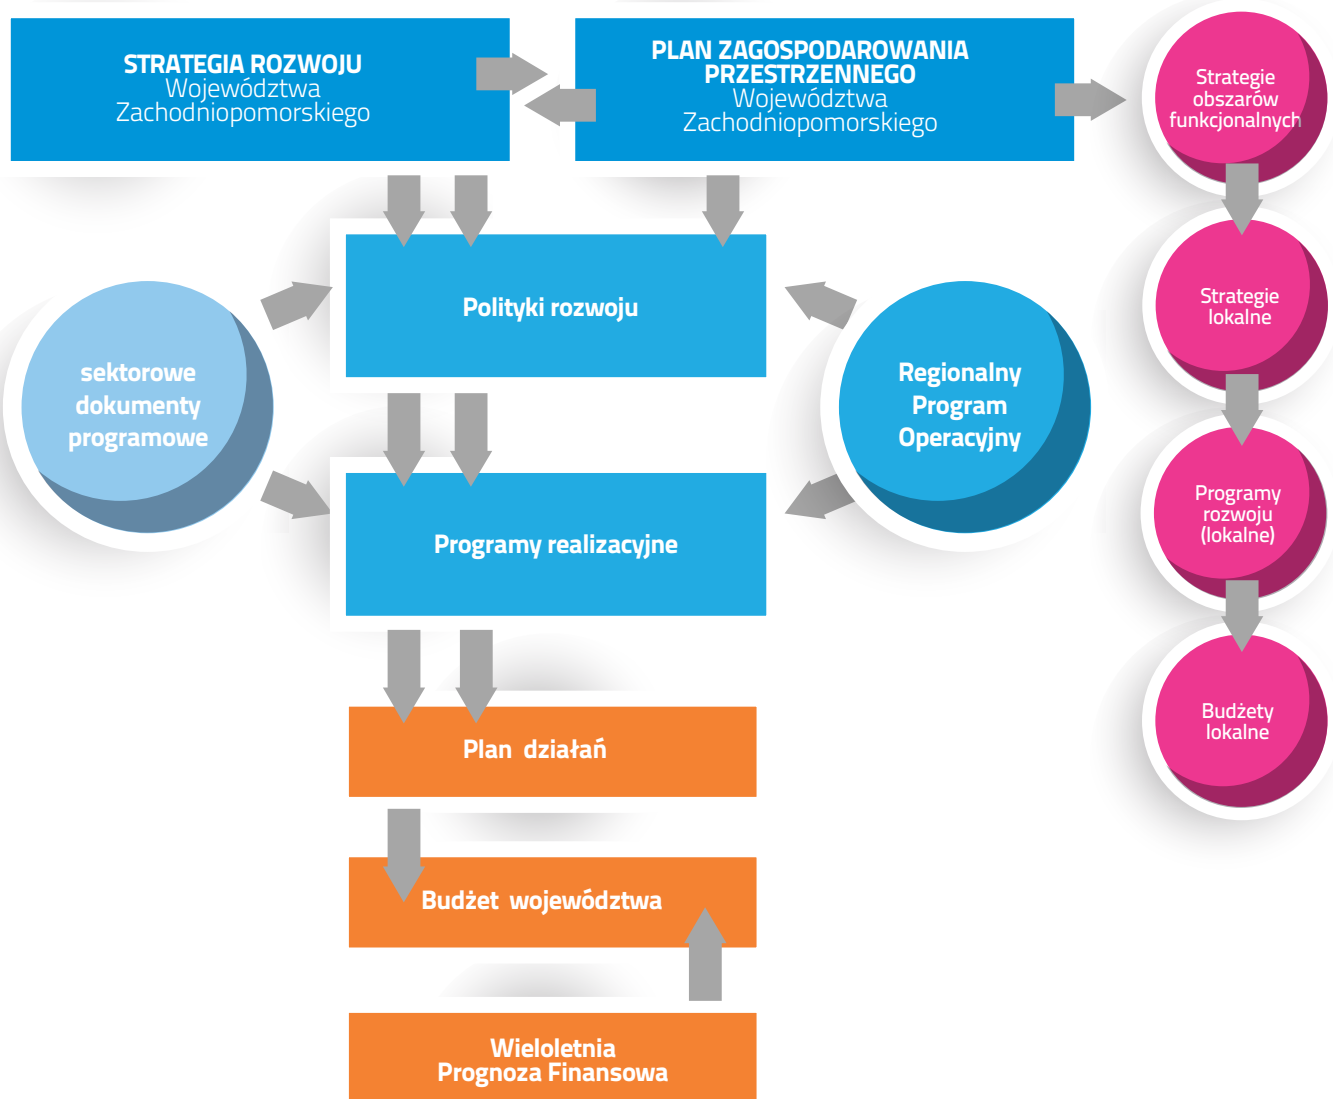 STRATEGIA ROZWOJU
Województwa
Zachodniopomorskiego
PLAN ZAGOSPODAROWANIA
PRZESTRZENNEGO
Województwa
Zachodniopomorskiego
Strategie
obszarów
funkcjonalnych
Polityki rozwoju
Strategie
lokalne
sektorowe
dokumenty
programowe
Regionalny
Program
Operacyjny
Programy realizacyjne
Programy
rozwoju
(lokalne)
Plan działań
Budżety
lokalne
Budżet województwa
Wieloletnia
Prognoza Finansowa